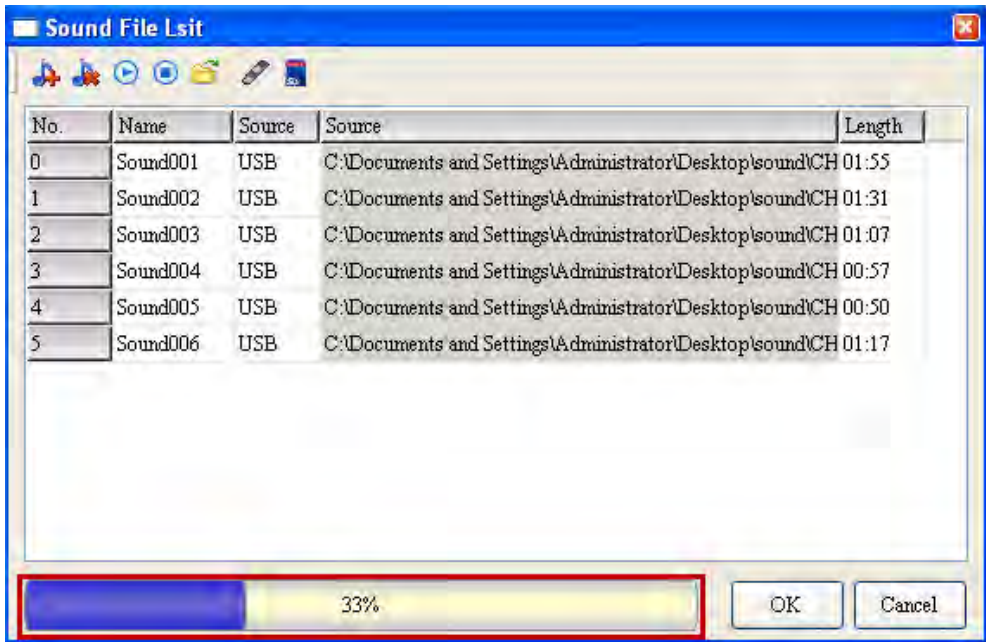 Sound File Lsit
No. Name Source Source Length
0 Sound001 USB C:\Documents and Settings\Administrator\Desktop\sound\CH 01:55
1 Sound002 USB C:\Documents and Settings\Administrator\Desktop\sound\CH 01:31
2 Sound003 USB C:\Documents and Settings\Administrator\Desktop\sound\CH 01:07
3 Sound004 USB C:\Documents and Settings\Administrator\Desktop\sound\CH 00:57
4 Sound005 USB C:\Documents and Settings\Administrator\Desktop\sound\CH 00:50
5 Sound006 USB C:\Documents and Settings\Administrator\Desktop\sound\CH 01:17
33% OK Cancel